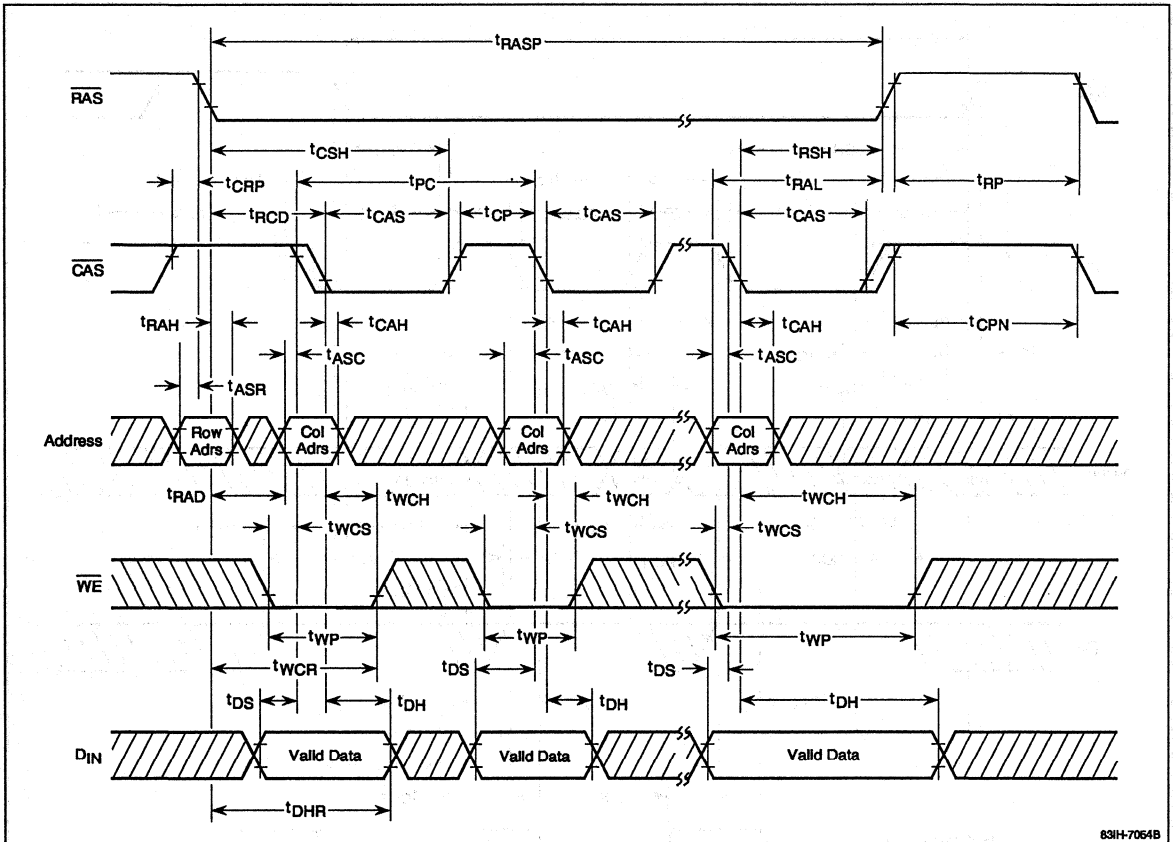 tRASP
RAS
tCSH
tRSH
tCRP
tPC
tRAL
tRP
tRCD
tCAS
tCP
tCAS
tCAS
CAS
tRAH
tCAH
tCAH
tCAH
tCPN
tASC
tASC
tASC
tASR
Address
Row
Adrs
Col
Adrs
Col
Adrs
Col
Adrs
tRAD
tWCH
tWCH
tWCH
tWCS
tWCS
tWCS
WE
tWP
tWP
tWP
tWCR
tDS
tDS
tDS
tDH
tDH
tDH
DIN
Valid Data
Valid Data
Valid Data
tDHR
83IH-7064B